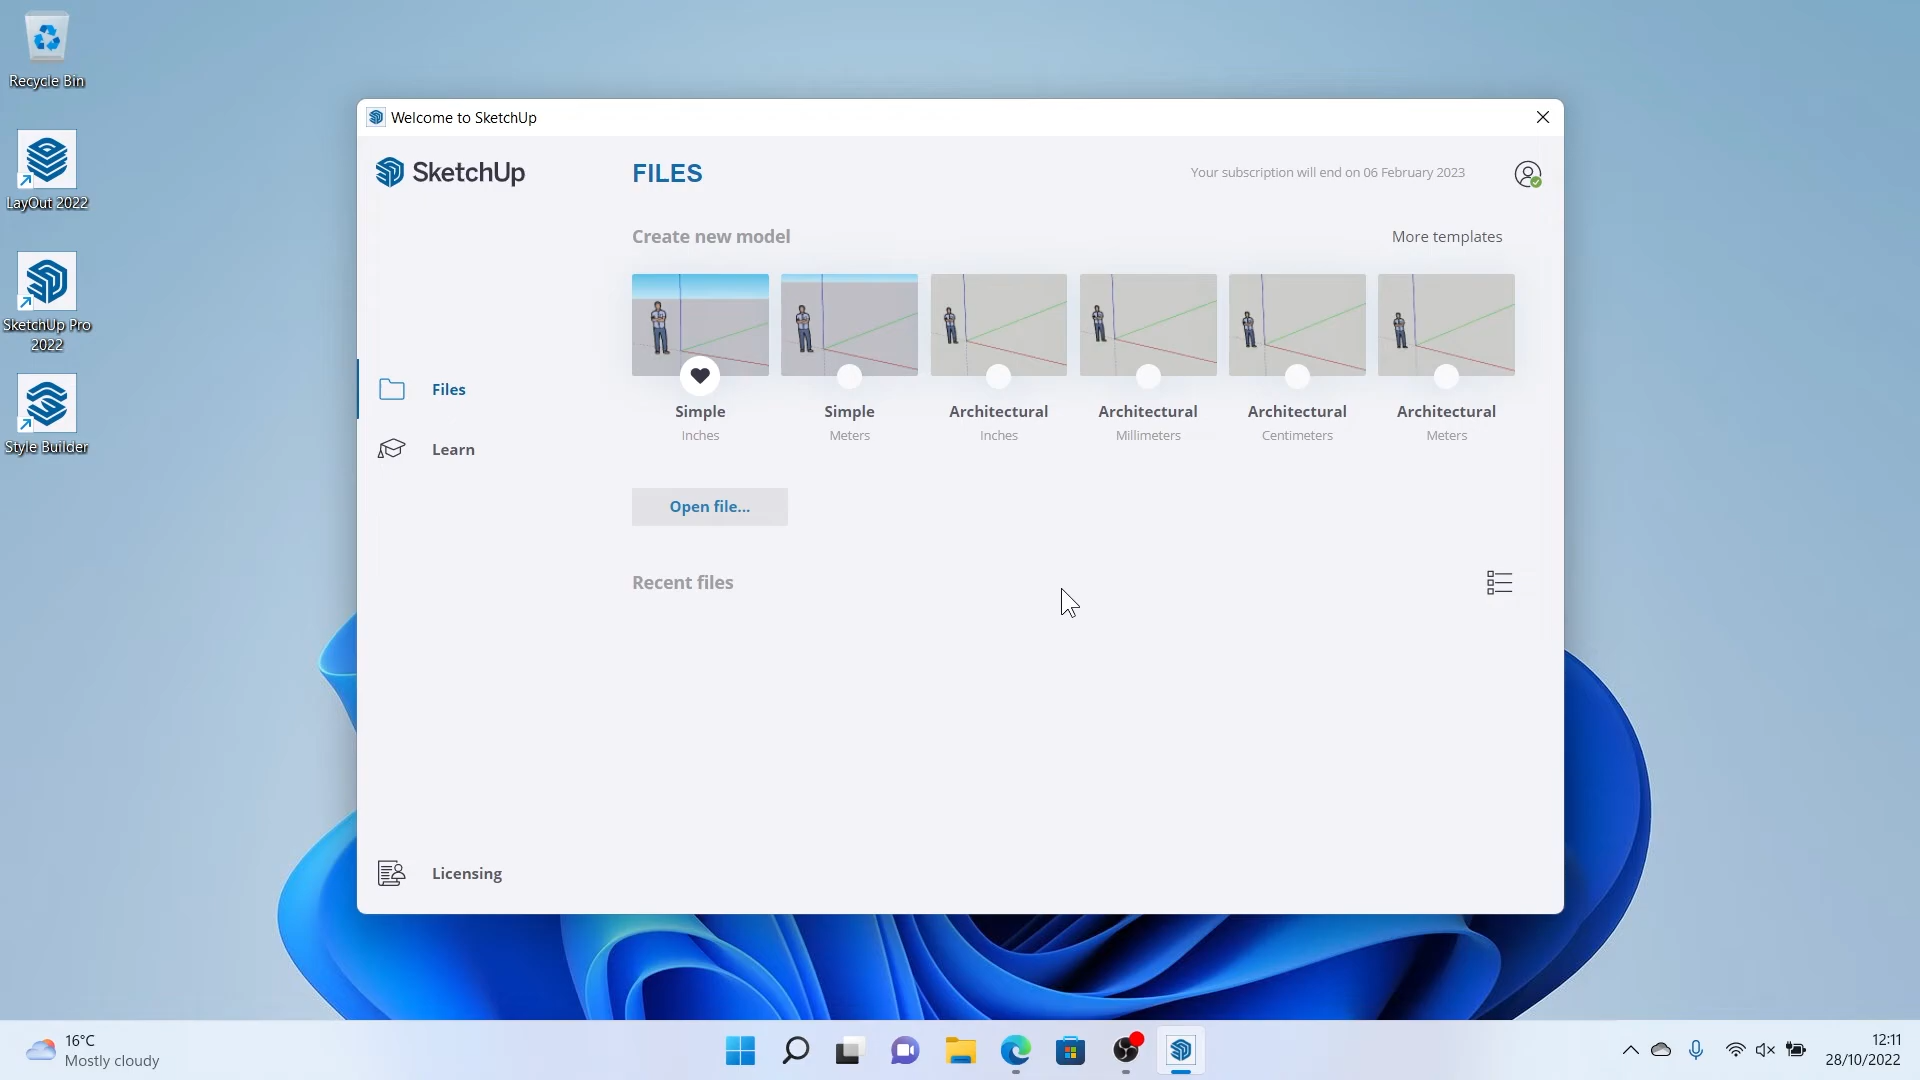 Recycle Bin
LayOut 2022
SketchUp Pro
2022
Style Builder
Welcome to SketchUp
SketchUp
FILES
Your subscription will end on 06 February 2023
Create new model
More templates
Simple
Inches
Simple
Meters
Architectural
Inches
Architectural
Millimeters
Architectural
Centimeters
Architectural
Meters
Files
Learn
Open file...
Recent files
Licensing
16°C
Mostly cloudy
12:11
28/10/2022